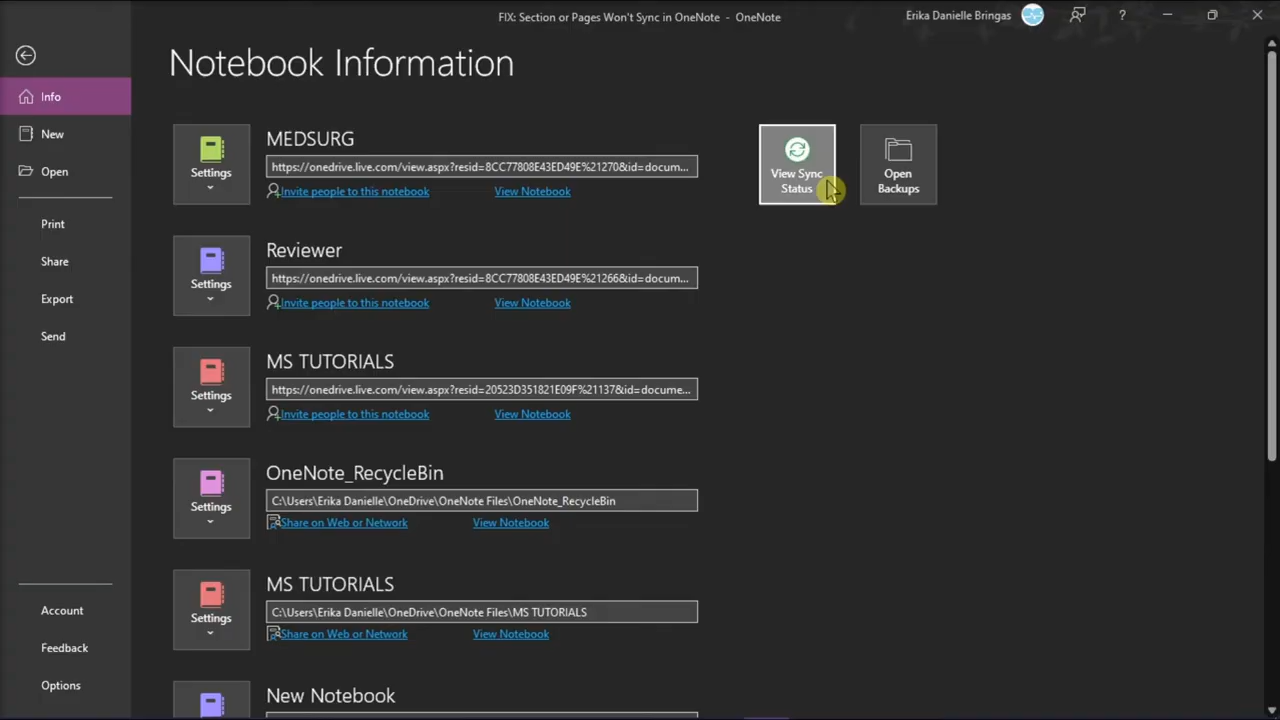 FIX: Section or Pages Won't Sync in OneNote - OneNote
Erika Danielle Bringas
?
Notebook Information
Info
New
Open
Print
Share
Export
Send
Account
Feedback
Options
Settings
MEDSURG
https://onedrive.live.com/view.aspx?resid=8CC77808E43ED49E%21270&id=docum...
Invite people to this notebook
View Notebook
View Sync
Status
Open
Backups
Settings
Reviewer
https://onedrive.live.com/view.aspx?resid=8CC77808E43ED49E%21266&id=docum...
Invite people to this notebook
View Notebook
Settings
MS TUTORIALS
https://onedrive.live.com/view.aspx?resid=20523D351821E09F%21137&id=docume...
Invite people to this notebook
View Notebook
Settings
OneNote_RecycleBin
C:\Users\Erika Danielle\OneDrive\OneNote Files\OneNote_RecycleBin
Share on Web or Network
View Notebook
Settings
MS TUTORIALS
C:\Users\Erika Danielle\OneDrive\OneNote Files\MS TUTORIALS
Share on Web or Network
View Notebook
New Notebook